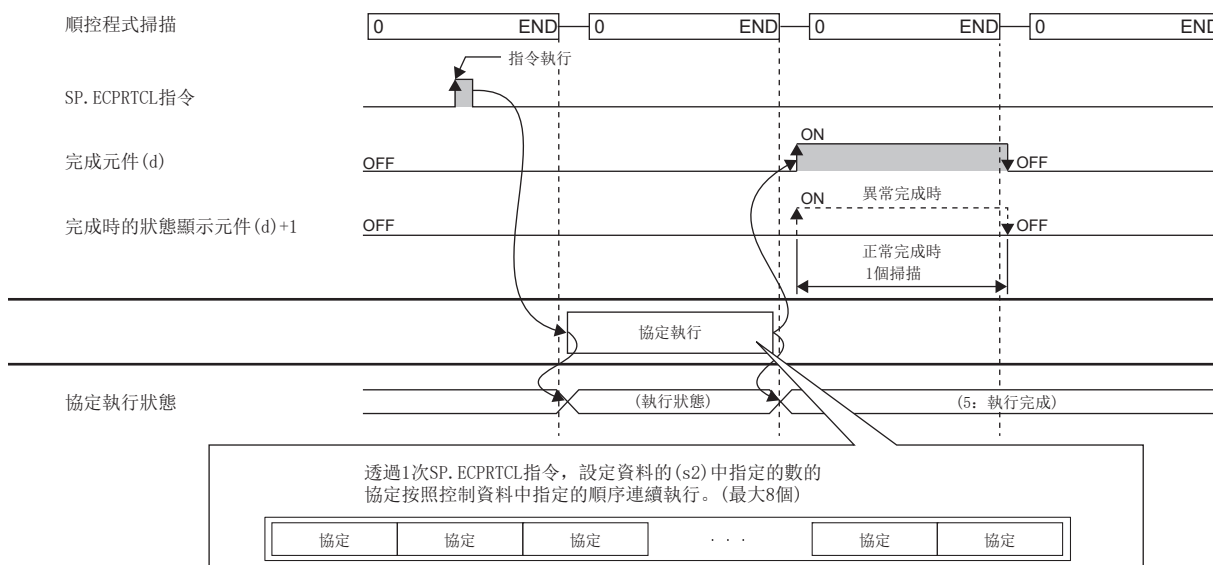 順控程式掃描
0 END 0 END 0 END 0 END
指令執行
SP. ECPRTCL指令
ON
完成元件(d)
OFF
OFF
ON
異常完成時
完成時的狀態顯示元件(d)+1
OFF
OFF
正常完成時
1個掃描
協定執行
協定執行狀態
(執行狀態)
(5: 執行完成)
透過1次SP. ECPRTCL指令, 設定資料的(s2)中指定的數的
協定按照控制資料中指定的順序連續執行。(最大8個)
協定 協定 協定 · · · 協定 協定